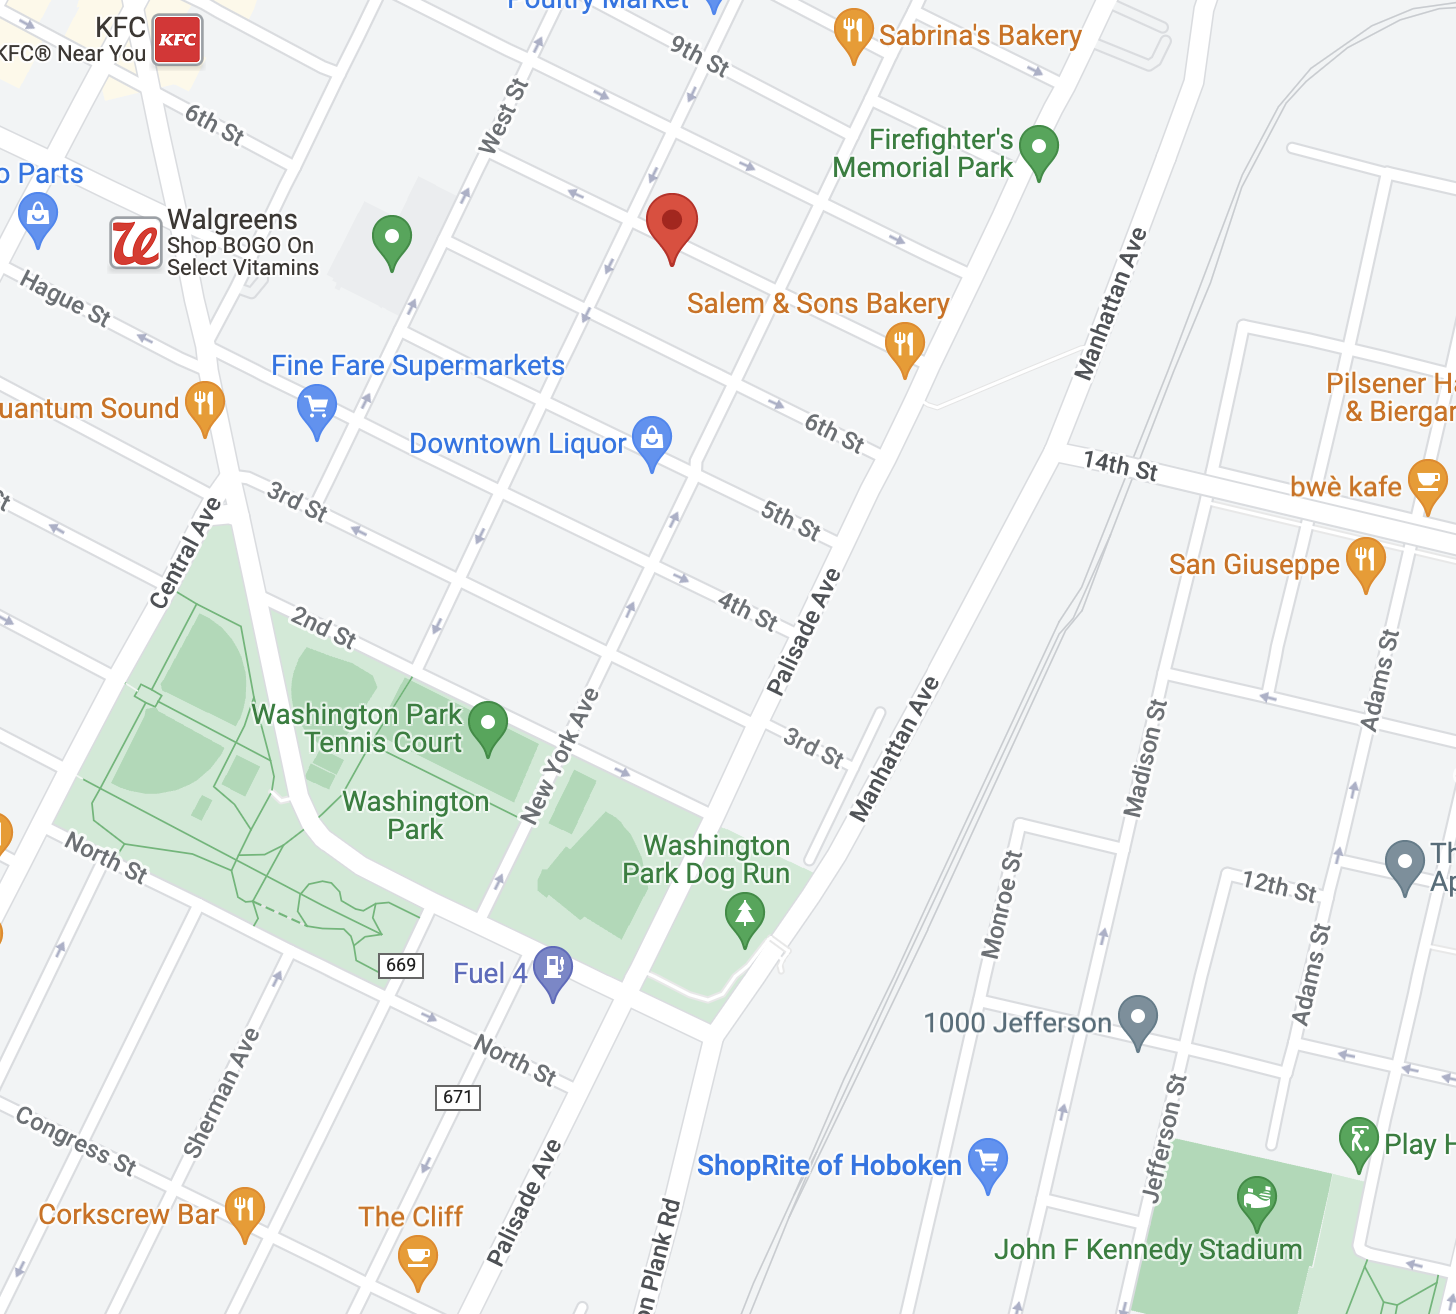 Poultry Market
KFC
KFC
KFC® Near You
Sabrina's Bakery
9th St
West St
6th St
Firefighter's
Memorial Park
o Parts
Walgreens
Shop BOGO On
Select Vitamins
Manhattan Ave
Hague St
Salem & Sons Bakery
Fine Fare Supermarkets
uantum Sound
Downtown Liquor
6th St
Pilsener Ha
& Biergar
14th St
bwè kafe
3rd St
5th St
Central Ave
San Giuseppe
4th St
2nd St
Palisade Ave
Adams St
Washington Park
Tennis Court
New York Ave
3rd St
Manhattan Ave
Madison St
Washington
Park
Washington
Park Dog Run
North St
Monroe St
12th St
Th
Ap
669
Fuel 4
Adams St
1000 Jefferson
North St
671
Sherman Ave
Congress St
Jefferson St
Play H
ShopRite of Hoboken
Corkscrew Bar
The Cliff
Palisade Ave
on Plank Rd
John F Kennedy Stadium